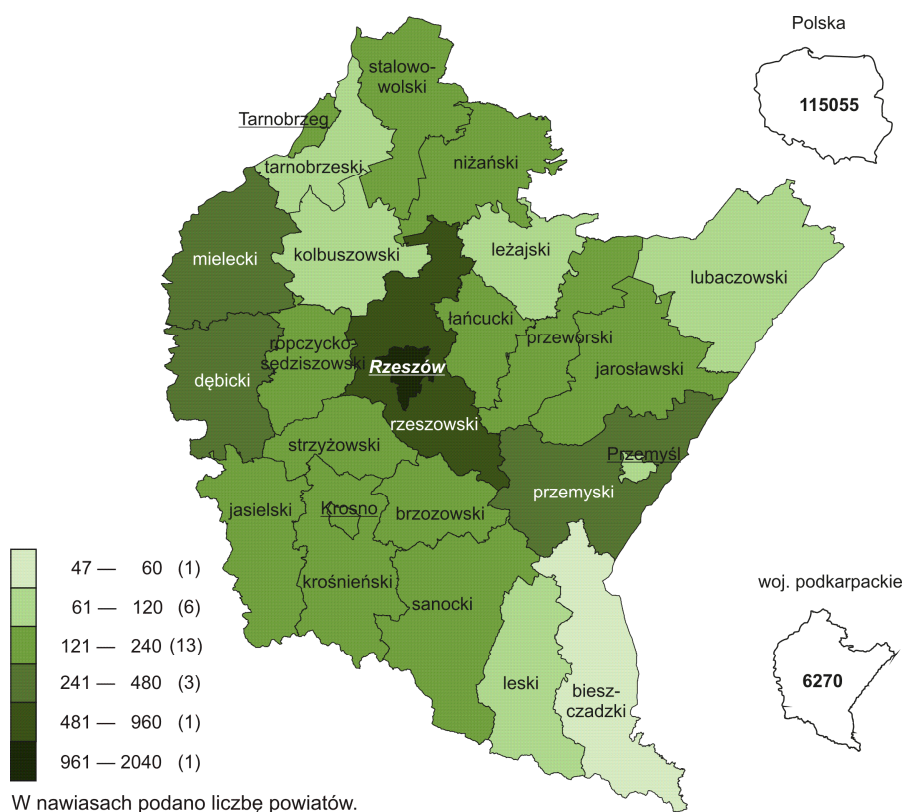 Polska
115055
stalowo-
wolski
Tarnobrzeg
tarnobrzeski
niżański
mielecki
kolbuszowski
leżajski
lubaczowski
łańcucki
przeworski
ropczycko-
sędziszowski
Rzeszów
jarosławski
dębicki
rzeszowski
strzyżowski
Przemyśl
przemyski
jasielski
Krosno
brzozowski
krośnieński
sanocki
leski
biesz-
czadzki
woj. podkarpackie
6270
47 — 60 (1)
61 — 120 (6)
121 — 240 (13)
241 — 480 (3)
481 — 960 (1)
961 — 2040 (1)
W nawiasach podano liczbę powiatów.